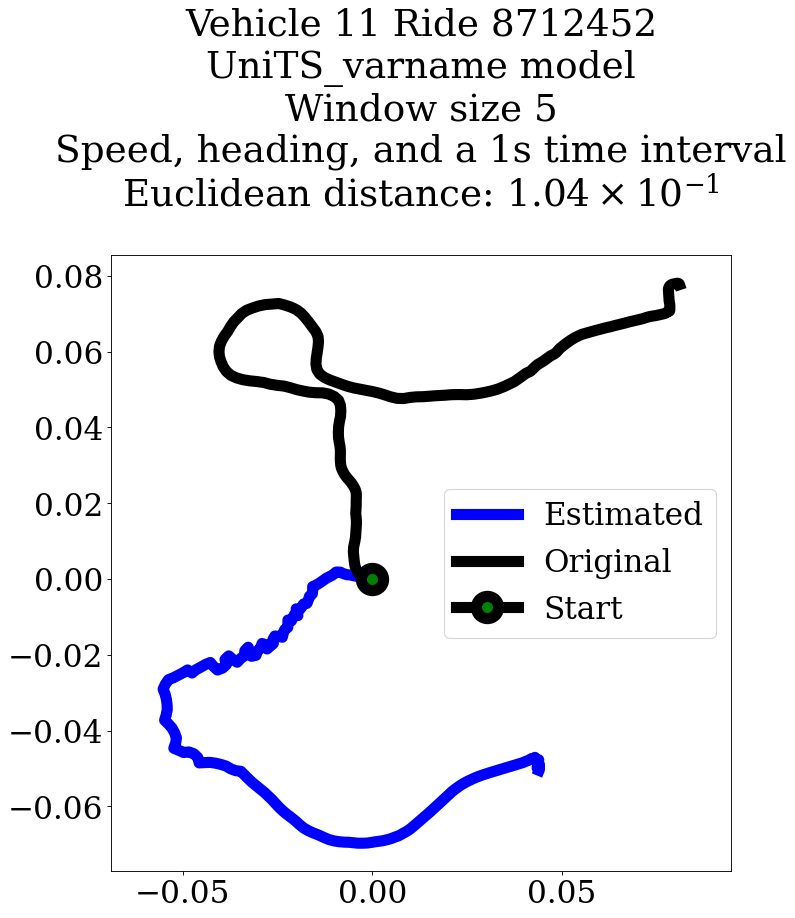 Vehicle 11 Ride 8712452
UniTS_varname model
Window size 5
Speed, heading, and a 1s time interval
Euclidean distance: 1.04 × 10⁻¹
0.08
0.06
0.04
0.02
0.00
−0.02
−0.04
−0.06
Estimated
Original
Start
−0.05 0.00 0.05